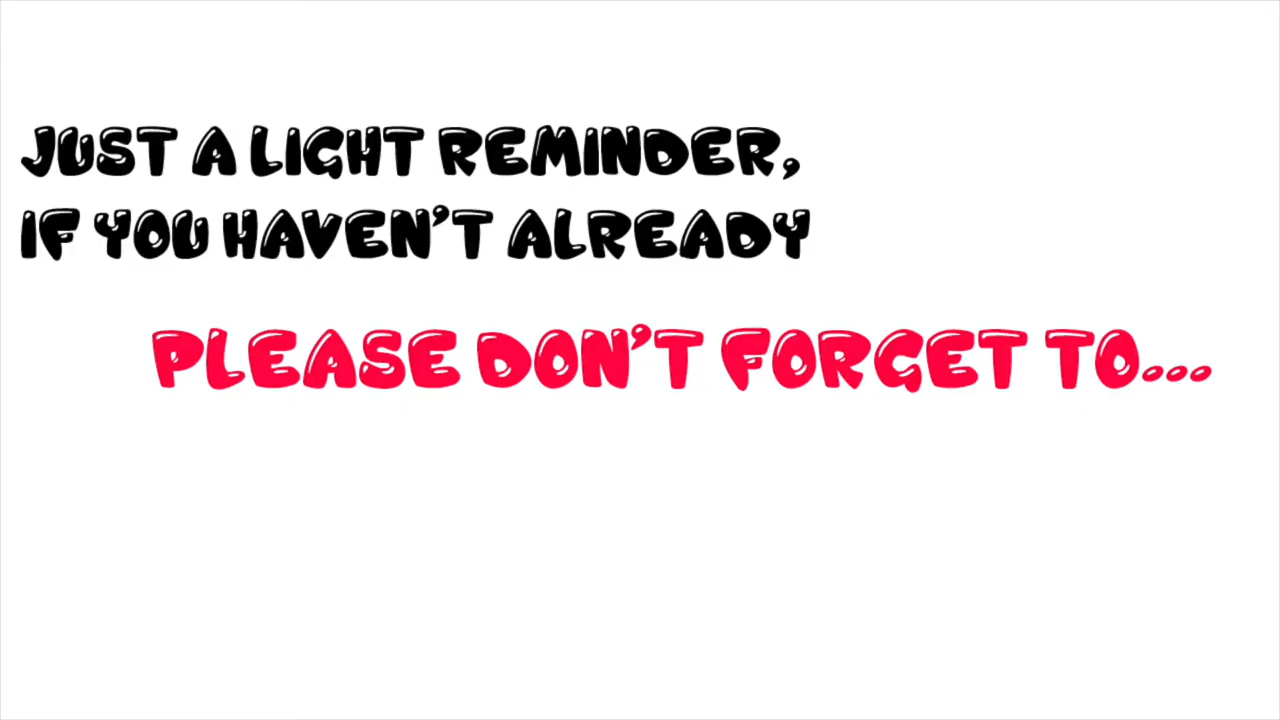 JUST A LIGHT REMINDER,
IF YOU HAVEN'T ALREADY
PLEASE DON'T FORGET TO...